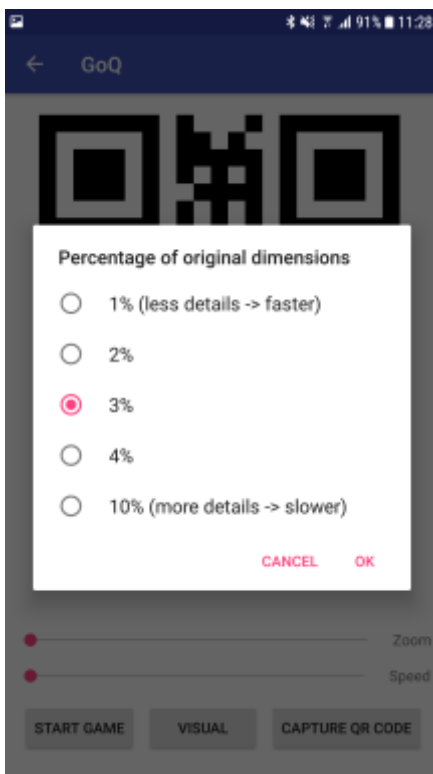 91% 11:28
GoQ
Percentage of original dimensions
1% (less details -> faster)
2%
3%
4%
10% (more details -> slower)
CANCEL OK
Zoom
Speed
START GAME VISUAL CAPTURE QR CODE